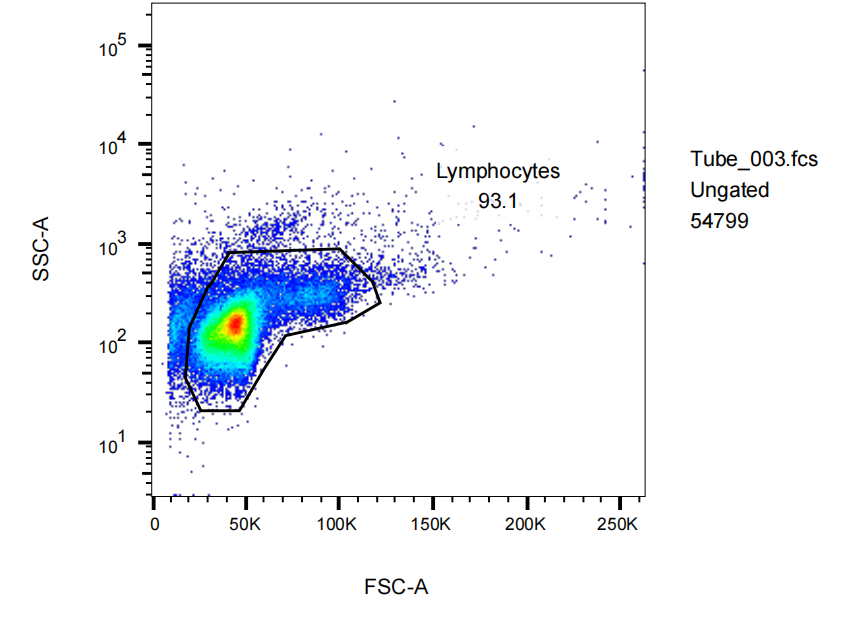 SSC-A
10^5
10^4
10^3
10^2
10^1
Lymphocytes
93.1
Tube_003.fcs
Ungated
54799
0 50K 100K 150K 200K 250K
FSC-A